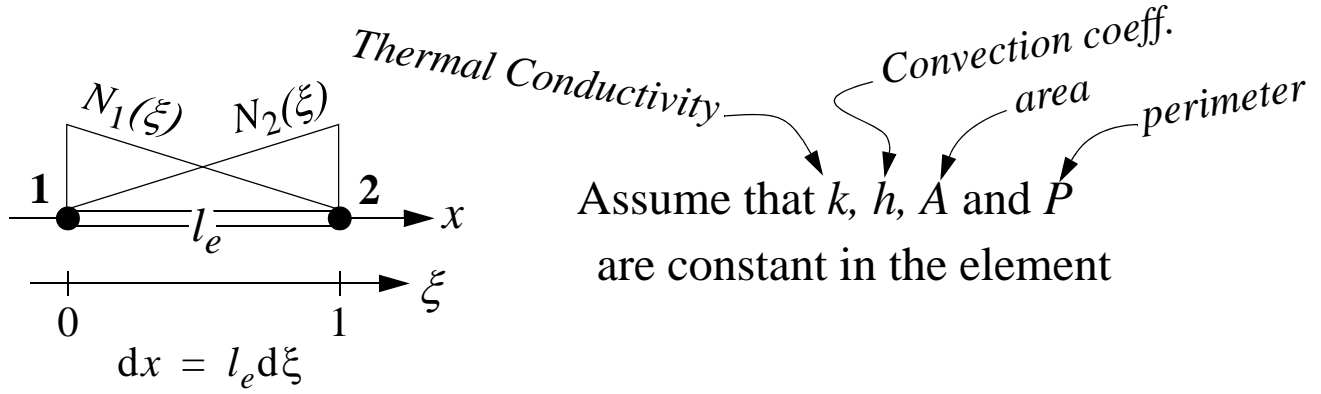 Thermal Conductivity
Convection coeff.
area
perimeter
N₁(ξ)
N₂(ξ)
1
2
Assume that k, h, A and P
lₑ
x
are constant in the element
ξ
0
1
dx = lₑdξ